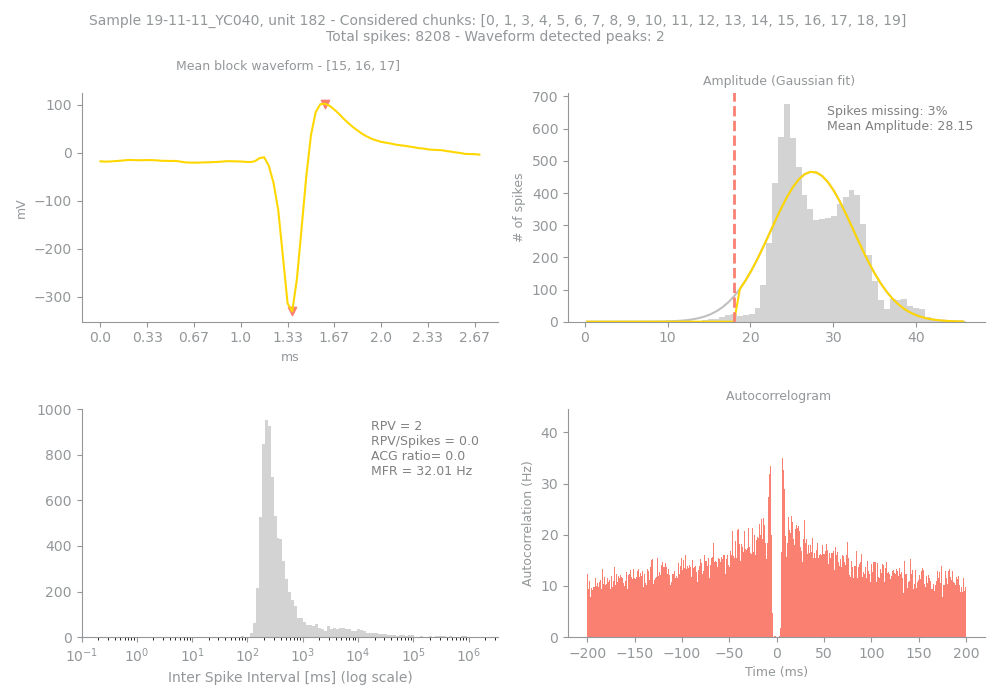 Sample 19-11-11_YC040, unit 182 - Considered chunks: [0, 1, 3, 4, 5, 6, 7, 8, 9, 10, 11, 12, 13, 14, 15, 16, 17, 18, 19]
Total spikes: 8208 - Waveform detected peaks: 2
Mean block waveform - [15, 16, 17]
100
0
−100
−200
−300
mV
0.0 0.33 0.67 1.0 1.33 1.67 2.0 2.33 2.67
ms
Amplitude (Gaussian fit)
Spikes missing: 3%
Mean Amplitude: 28.15
700
600
500
400
300
200
100
0
# of spikes
0 10 20 30 40
RPV = 2
RPV/Spikes = 0.0
ACG ratio= 0.0
MFR = 32.01 Hz
1000
800
600
400
200
0
10⁻¹ 10⁰ 10¹ 10² 10³ 10⁴ 10⁵ 10⁶
Inter Spike Interval [ms] (log scale)
Autocorrelogram
40
30
20
10
0
Autocorrelation (Hz)
−200 −150 −100 −50 0 50 100 150 200
Time (ms)